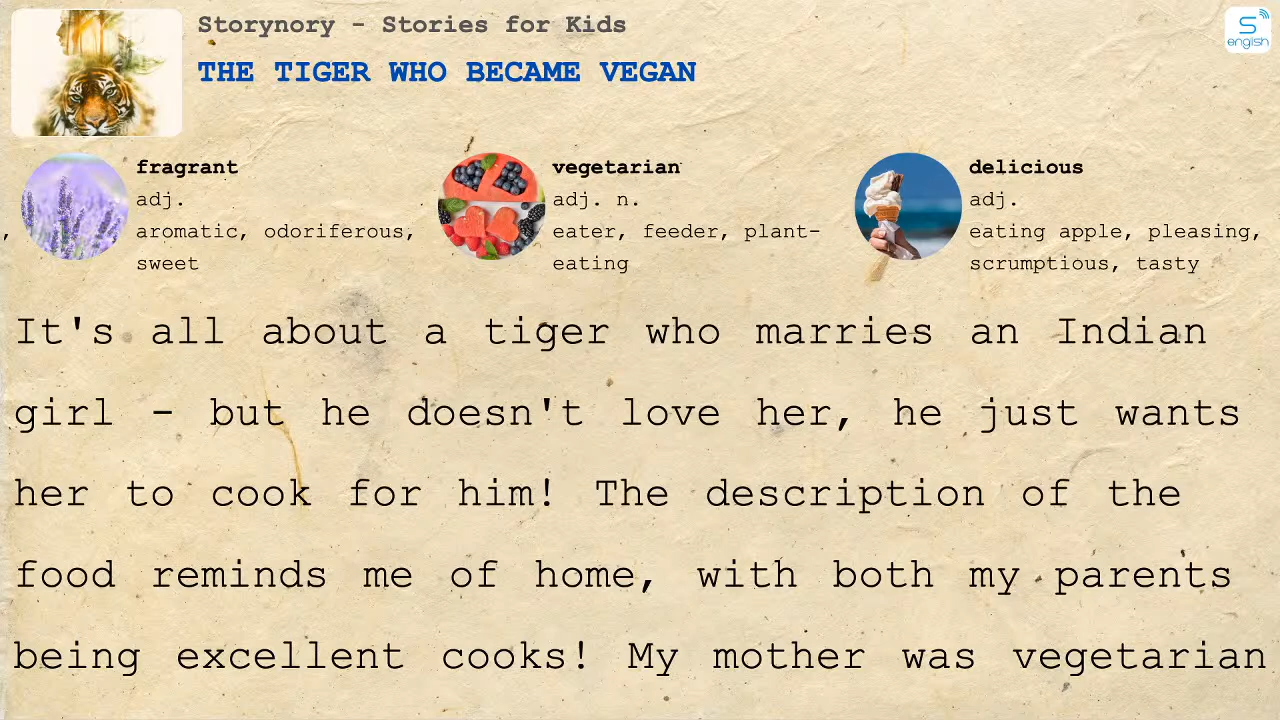 Storynory - Stories for Kids
THE TIGER WHO BECAME VEGAN
S
english
fragrant
adj.
aromatic, odoriferous,
sweet
vegetarian
adj. n.
eater, feeder, plant-
eating
delicious
adj.
eating apple, pleasing,
scrumptious, tasty
It's all about a tiger who marries an Indian
girl - but he doesn't love her, he just wants
her to cook for him! The description of the
food reminds me of home, with both my parents
being excellent cooks! My mother was vegetarian